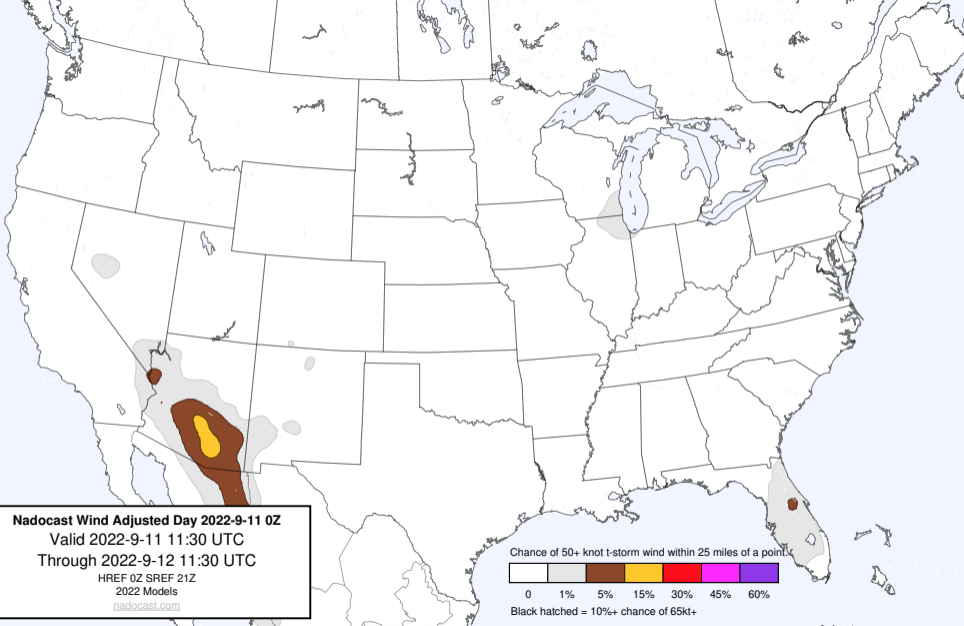 Nadocast Wind Adjusted Day 2022-9-11 0Z
Valid 2022-9-11 11:30 UTC
Through 2022-9-12 11:30 UTC
HREF 0Z SREF 21Z
2022 Models
nadocast.com
Chance of 50+ knot t-storm wind within 25 miles of a point.
0 1% 5% 15% 30% 45% 60%
Black hatched = 10%+ chance of 65kt+